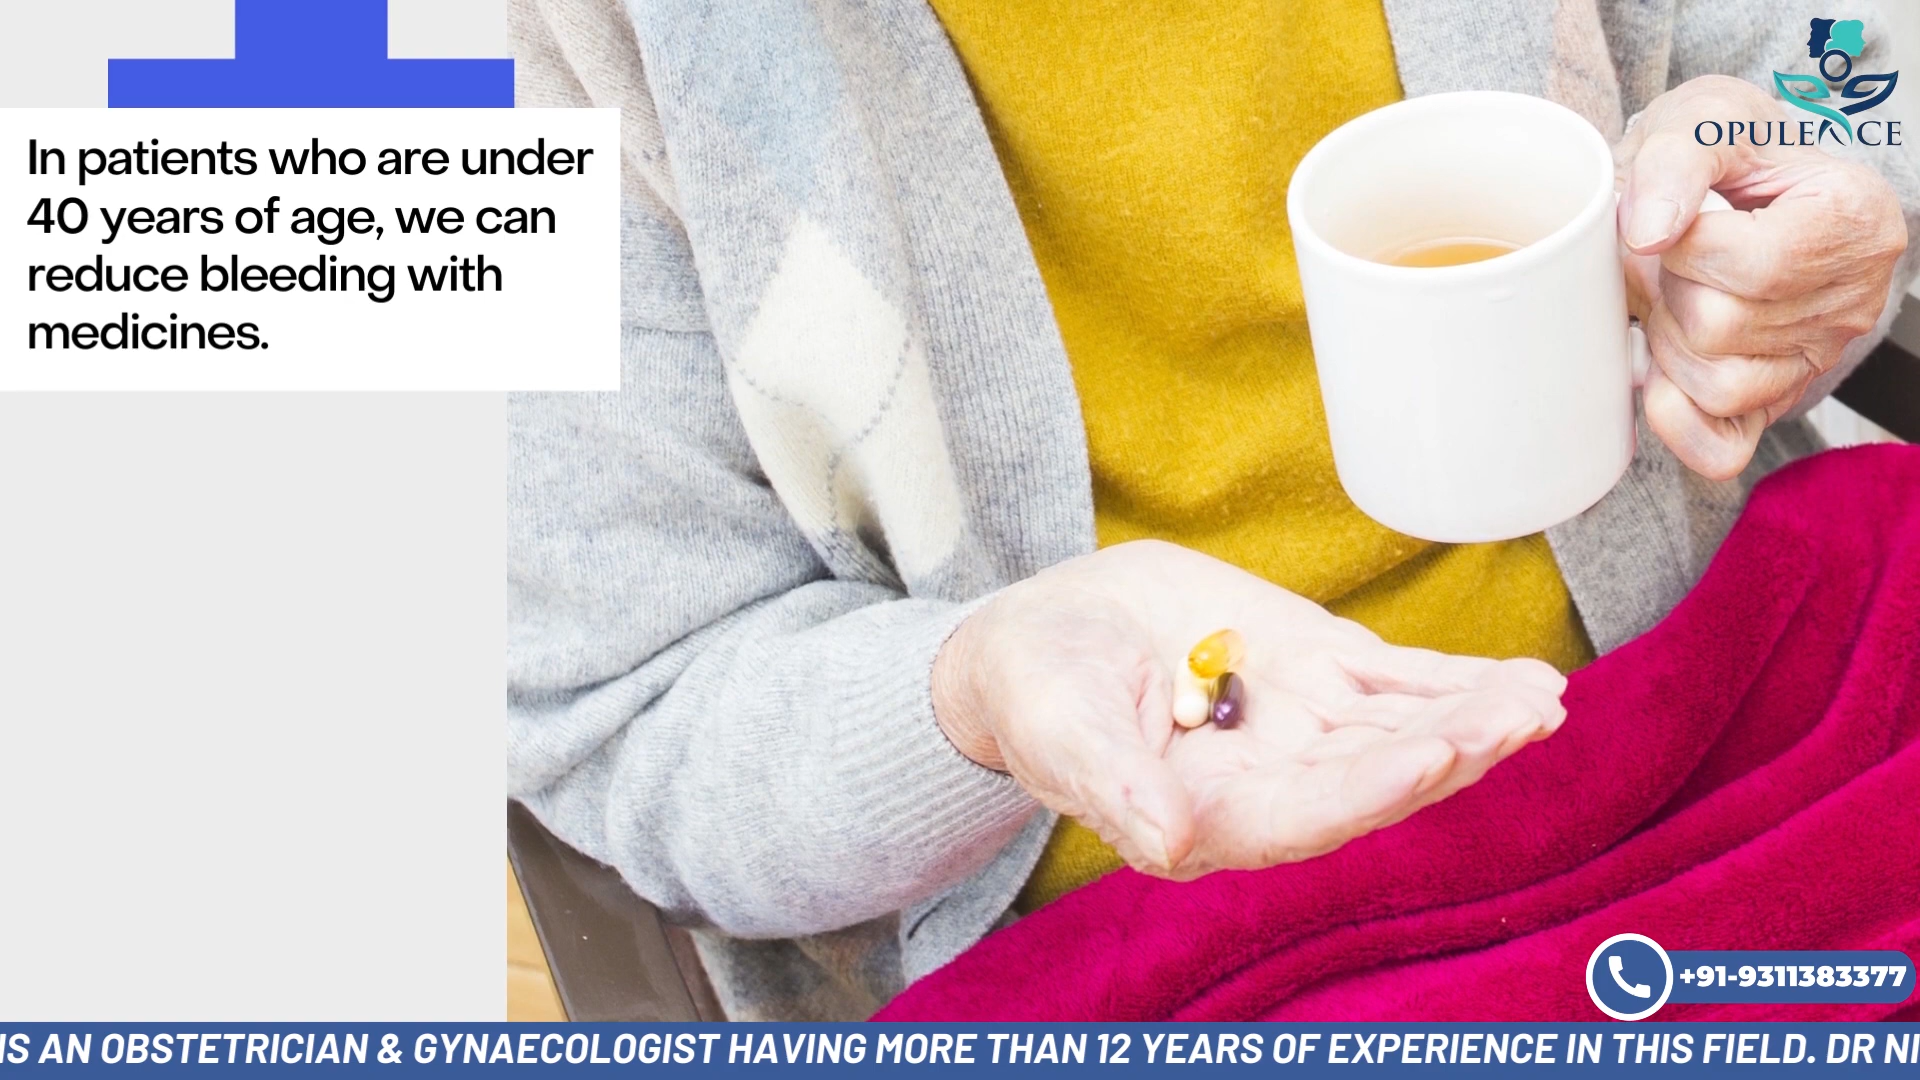 In patients who are under
40 years of age, we can
reduce bleeding with
medicines.
OPULENCE
+91-9311383377
IS AN OBSTETRICIAN & GYNAECOLOGIST HAVING MORE THAN 12 YEARS OF EXPERIENCE IN THIS FIELD. DR NI